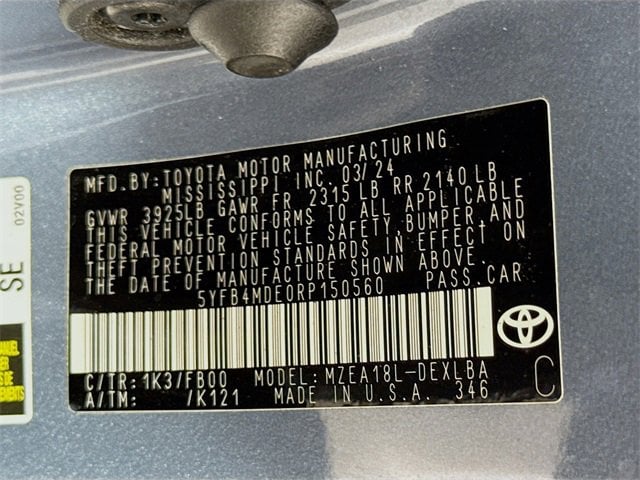 MFD.BY:TOYOTA MOTOR MANUFACTURING
MISSISSIPPI INC. 03/24
GVWR 3925LB GAWR FR 2315 LB RR 2140 LB
THIS VEHICLE CONFORMS TO ALL APPLICABLE
FEDERAL MOTOR VEHICLE SAFETY, BUMPER, AND
THEFT PREVENTION STANDARDS IN EFFECT ON
THE DATE OF MANUFACTURE SHOWN ABOVE.
5YFB4MDE0RP150560 PASS.CAR
C/TR: 1K3/FB00 MODEL: MZEA18L-DEXLBA
A/TM: /K121 MADE IN U.S.A. 346
C
SE
02V00